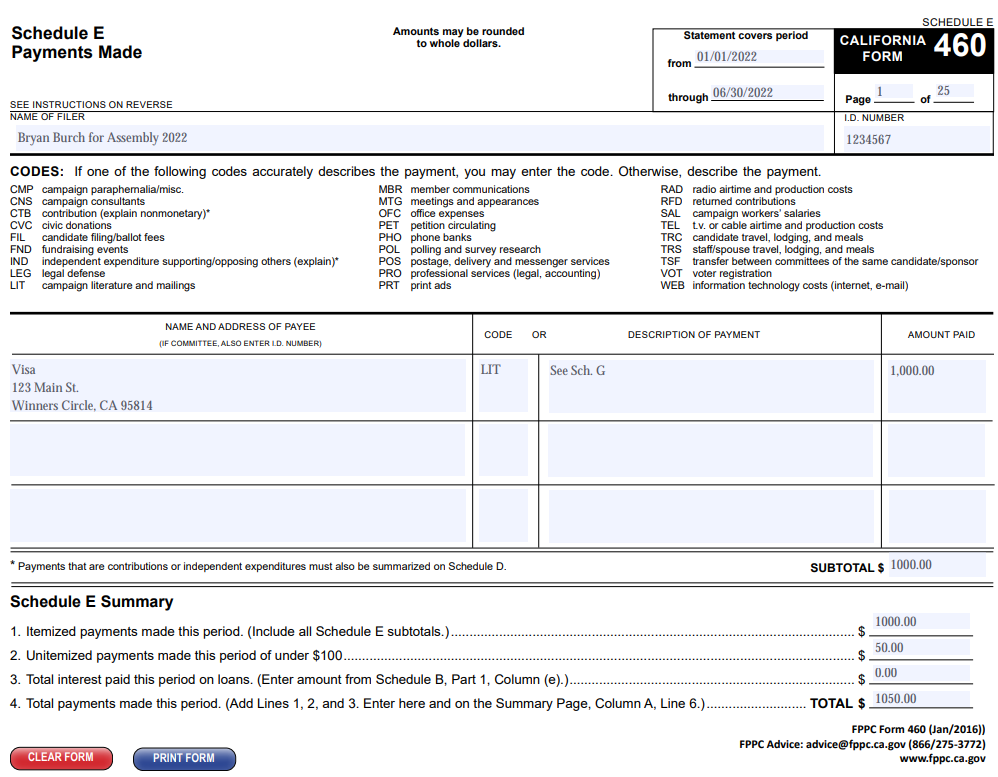 SCHEDULE E
Schedule E
Payments Made
Amounts may be rounded
to whole dollars.
Statement covers period
from 01/01/2022
through 06/30/2022
CALIFORNIA
FORM 460
Page 1 of 25
SEE INSTRUCTIONS ON REVERSE
NAME OF FILER
Bryan Burch for Assembly 2022
I.D. NUMBER
1234567
CODES: If one of the following codes accurately describes the payment, you may enter the code. Otherwise, describe the payment.
CMP campaign paraphernalia/misc.
CNS campaign consultants
CTB contribution (explain nonmonetary)*
CVC civic donations
FIL candidate filing/ballot fees
FND fundraising events
IND independent expenditure supporting/opposing others (explain)*
LEG legal defense
LIT campaign literature and mailings
MBR member communications
MTG meetings and appearances
OFC office expenses
PET petition circulating
PHO phone banks
POL polling and survey research
POS postage, delivery and messenger services
PRO professional services (legal, accounting)
PRT print ads
RAD radio airtime and production costs
RFD returned contributions
SAL campaign workers' salaries
TEL t.v. or cable airtime and production costs
TRC candidate travel, lodging, and meals
TRS staff/spouse travel, lodging, and meals
TSF transfer between committees of the same candidate/sponsor
VOT voter registration
WEB information technology costs (internet, e-mail)
NAME AND ADDRESS OF PAYEE
(IF COMMITTEE, ALSO ENTER I.D. NUMBER)
CODE OR DESCRIPTION OF PAYMENT
AMOUNT PAID
Visa
123 Main St.
Winners Circle, CA 95814
LIT
See Sch. G
1,000.00
* Payments that are contributions or independent expenditures must also be summarized on Schedule D.
SUBTOTAL $ 1000.00
Schedule E Summary
1. Itemized payments made this period. (Include all Schedule E subtotals.) $ 1000.00
2. Unitemized payments made this period of under $100 $ 50.00
3. Total interest paid this period on loans. (Enter amount from Schedule B, Part 1, Column (e).) $ 0.00
4. Total payments made this period. (Add Lines 1, 2, and 3. Enter here and on the Summary Page, Column A, Line 6.) TOTAL $ 1050.00
FPPC Form 460 (Jan/2016))
FPPC Advice: advice@fppc.ca.gov (866/275-3772)
www.fppc.ca.gov
CLEAR FORM
PRINT FORM